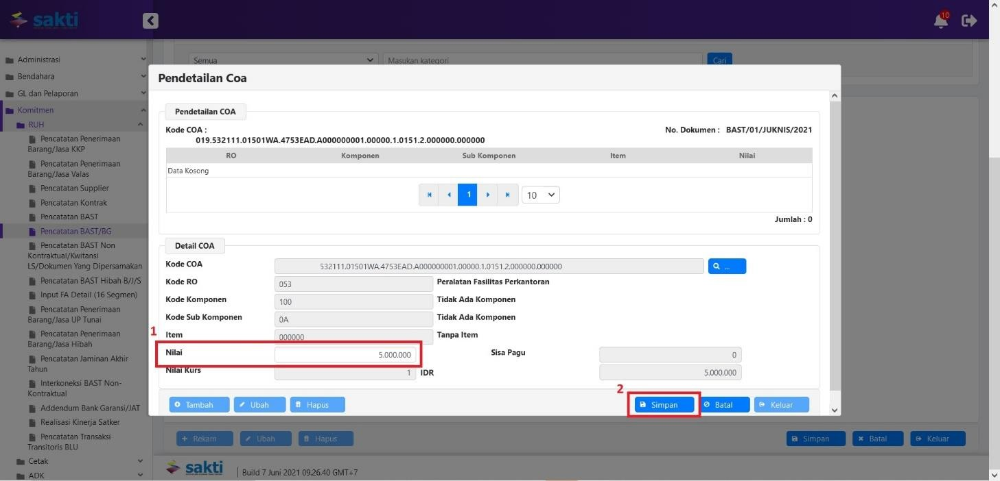 sakti
10
Administrasi
Bendahara
GL dan Pelaporan
Komitmen
RUH
Pencatatan Penerimaan
Barang/Jasa KKP
Pencatatan Penerimaan
Barang/Jasa Valas
Pencatatan Supplier
Pencatatan Kontrak
Pencatatan BAST
Pencatatan BAST/BG
Pencatatan BAST Non
Kontraktual/Kwitansi
LS/Dokumen Yang Dipersamakan
Pencatatan BAST Hibah B/J/S
Input FA Detail (16 Segmen)
Pencatatan Penerimaan
Barang/Jasa UP Tunai
Pencatatan Penerimaan
Barang/Jasa Hibah
Pencatatan Jaminan Akhir
Tahun
Interkoneksi BAST Non-
Kontraktual
Addendum Bank Garansi/JAT
Realisasi Kinerja Satker
Pencatatan Transaksi
Transitoris BLU
Cetak
ADK
Semua
Masukan kategori
Cari
Pendetailan Coa
Pendetailan COA
Kode COA :
No. Dokumen : BAST/01/JUKNIS/2021
019.532111.01501WA.4753EAD.A000000001.00000.1.0151.2.000000.000000
RO Komponen Sub Komponen Item Nilai
Data Kosong
1 10
Jumlah : 0
Detail COA
Kode COA 532111.01501WA.4753EAD.A000000001.00000.1.0151.2.000000.000000 ...
Kode RO 053 Peralatan Fasilitas Perkantoran
Kode Komponen 100 Tidak Ada Komponen
Kode Sub Komponen 0A Tidak Ada Komponen
1
Item 000000 Tanpa Item
Nilai 5.000.000 Sisa Pagu 0
Nilai Kurs 1 IDR 5.000.000
2
Tambah Ubah Hapus Simpan Batal Keluar
Rekam Ubah Hapus Simpan Batal Keluar
sakti | Build 7 Juni 2021 09.26.40 GMT+7